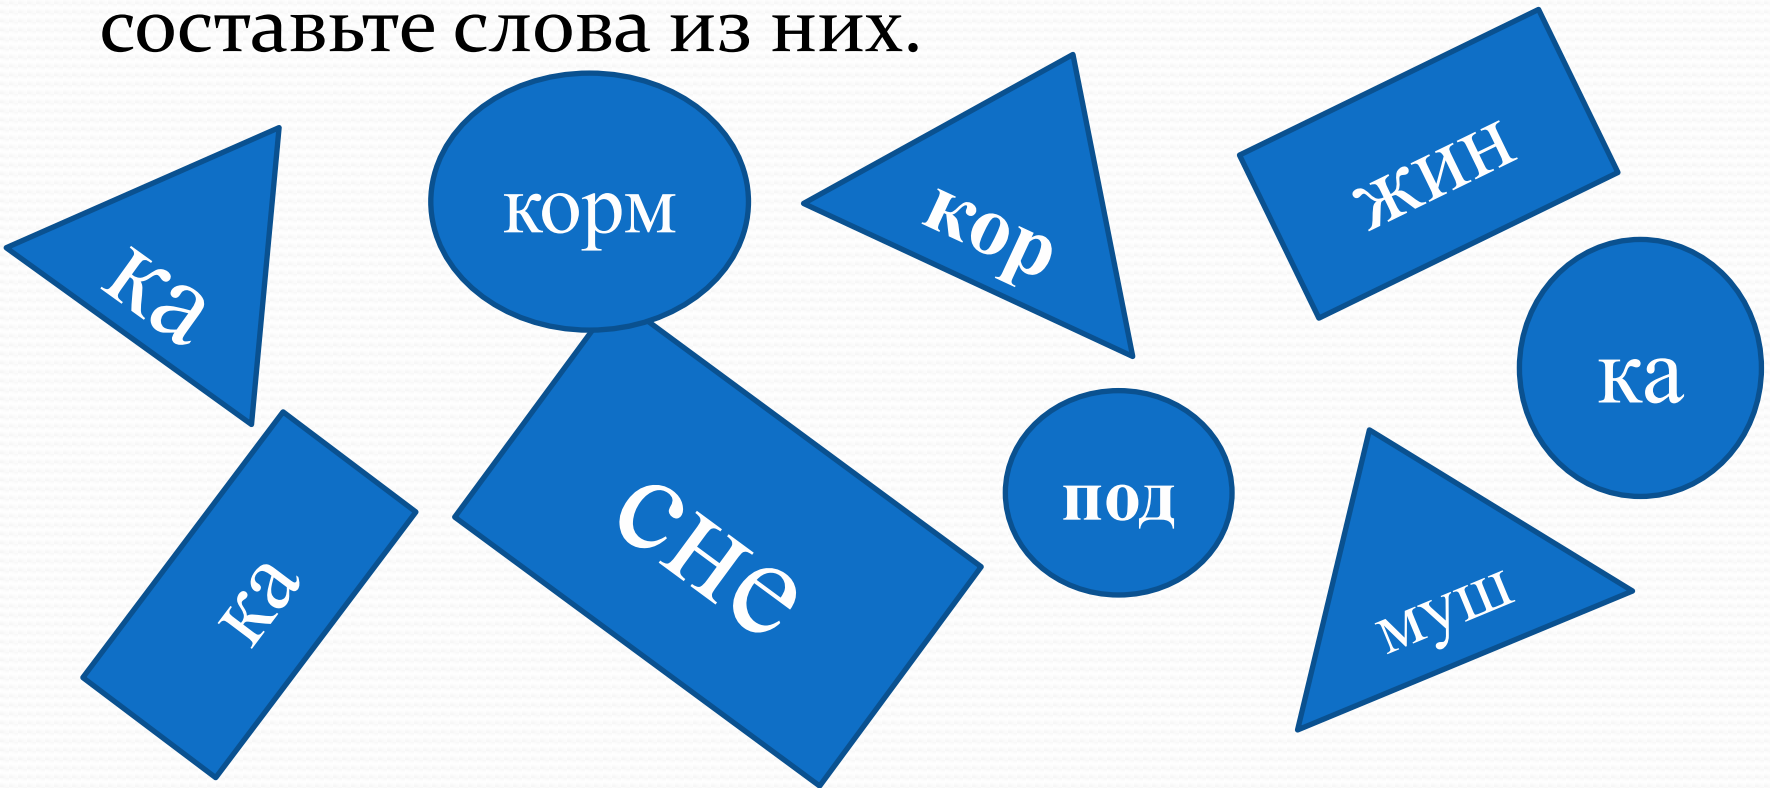 составьте слова из них.
ка
корм
кор
жин
ка
ка
сне
под
муш